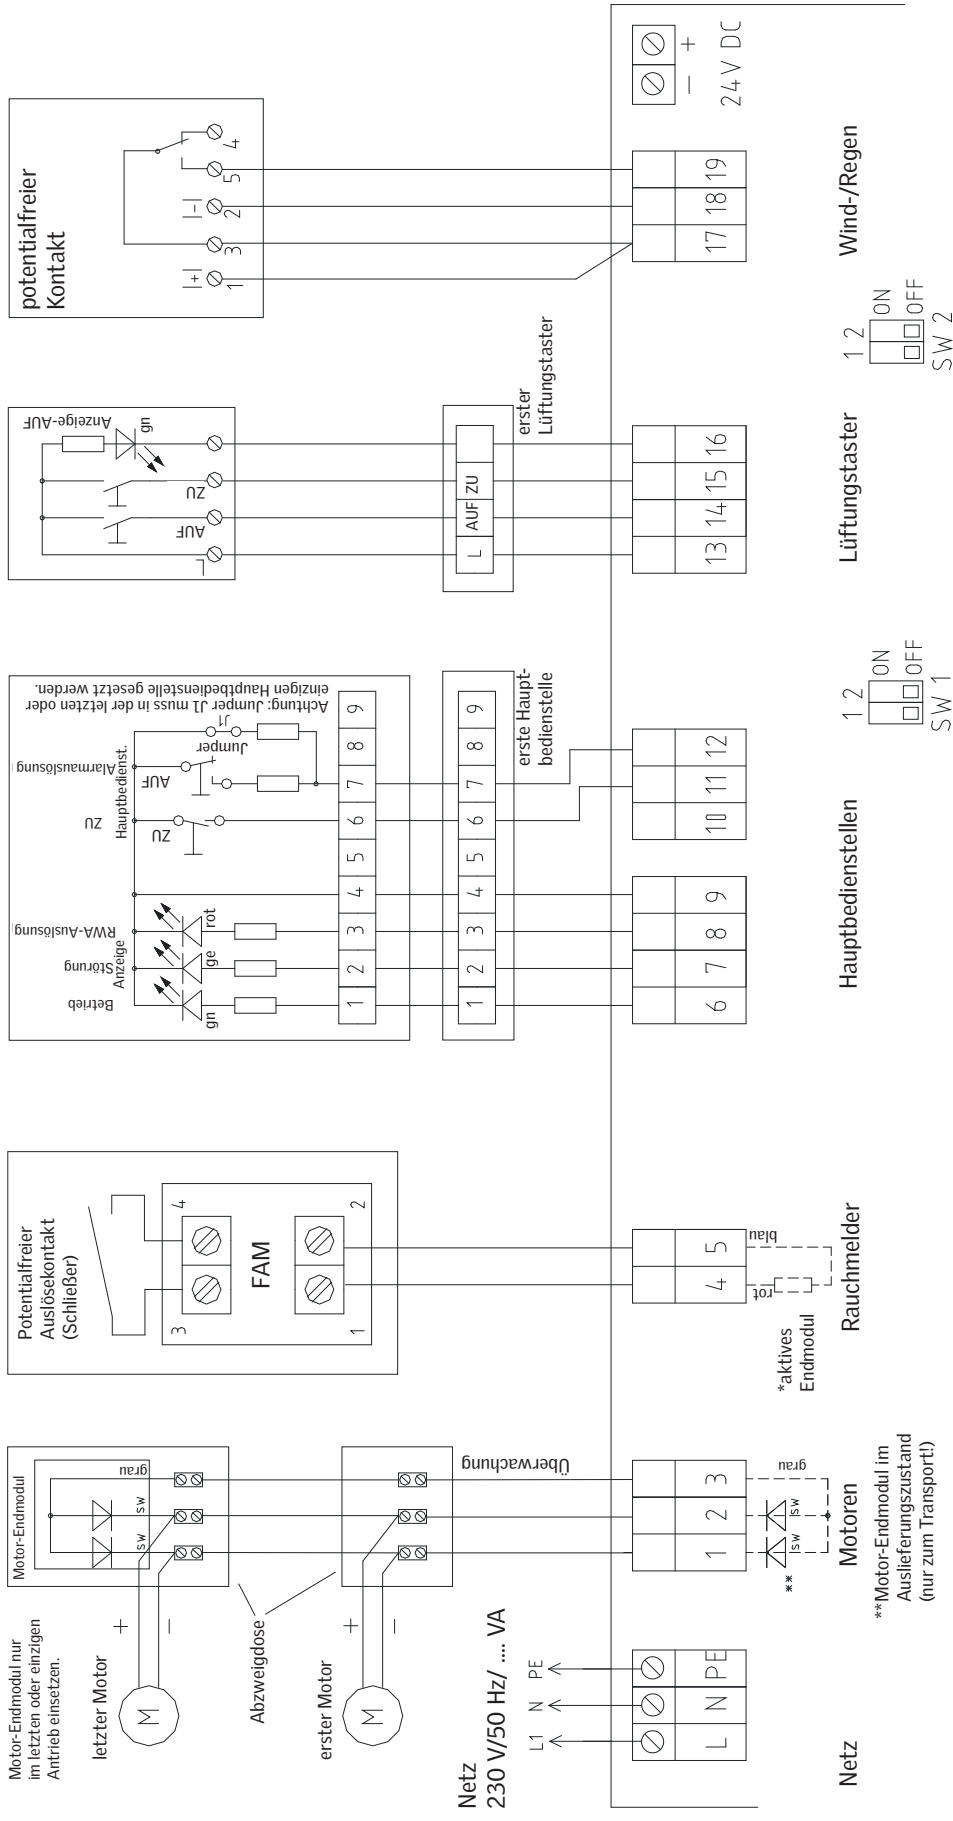 Motor-Endmodul nur
im letzten oder einzigen
Antrieb einsetzen.
letzter Motor
M
+
–
Motor-Endmodul
sw
sw
grau
Abzweigdose
erster Motor
M
+
–
Überwachung
Netz
230 V/50 Hz/ .... VA
L1
N
PE
L
N
PE
Netz
1
2
3
sw
sw
grau
**
Motoren
**Motor-Endmodul im
Auslieferungszustand
(nur zum Transport!)
Potentialfreier
Auslösekontakt
(Schließer)
3
4
FAM
1
2
4
5
rot
blau
*aktives
Endmodul
Rauchmelder
Betrieb
Störung
RWA-Auslösung
Anzeige
ZU
Alarmauslösung
Hauptbedienst.
gn
ge
rot
ZU
AUF
Jumper
J1
Achtung: Jumper J1 muss in der letzten oder
einzigen Hauptbedienstelle gesetzt werden.
1
2
3
4
5
6
7
8
9
1
2
3
4
5
6
7
8
9
erste Haupt-
bedienstelle
6
7
8
9
10
11
12
Hauptbedienstellen
1 2
ON
OFF
SW 1
L
AUF
ZU
Anzeige-AUF
gn
L
AUF
ZU
erster
Lüftungstaster
13
14
15
16
Lüftungstaster
1 2
ON
OFF
SW 2
potentialfreier
Kontakt
|+|
|-|
1
3
2
5
4
17
18
19
Wind-/Regen
–
+
24V DC